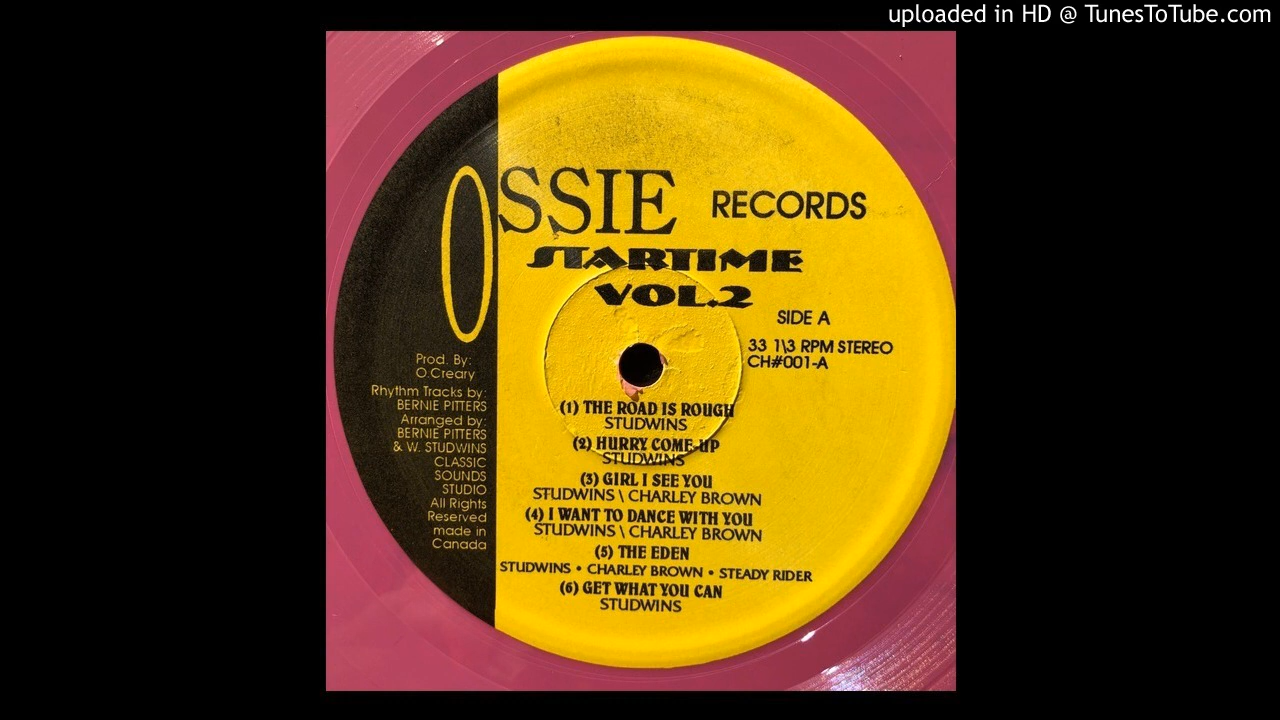 uploaded in HD @ TunesToTube.com
OSSIE RECORDS
STARTIME
VOL.2
SIDE A
33 1\3 RPM STEREO
CH#001-A
Prod. By:
O.Creary
Rhythm Tracks by:
BERNIE PITTERS
Arranged by:
BERNIE PITTERS
& W. STUDWINS
CLASSIC
SOUNDS
STUDIO
All Rights
Reserved
made in
Canada
(1) THE ROAD IS ROUGH
STUDWINS
(2) HURRY COME-UP
STUDWINS
(3) GIRL I SEE YOU
STUDWINS \ CHARLEY BROWN
(4) I WANT TO DANCE WITH YOU
STUDWINS \ CHARLEY BROWN
(5) THE EDEN
STUDWINS • CHARLEY BROWN • STEADY RIDER
(6) GET WHAT YOU CAN
STUDWINS